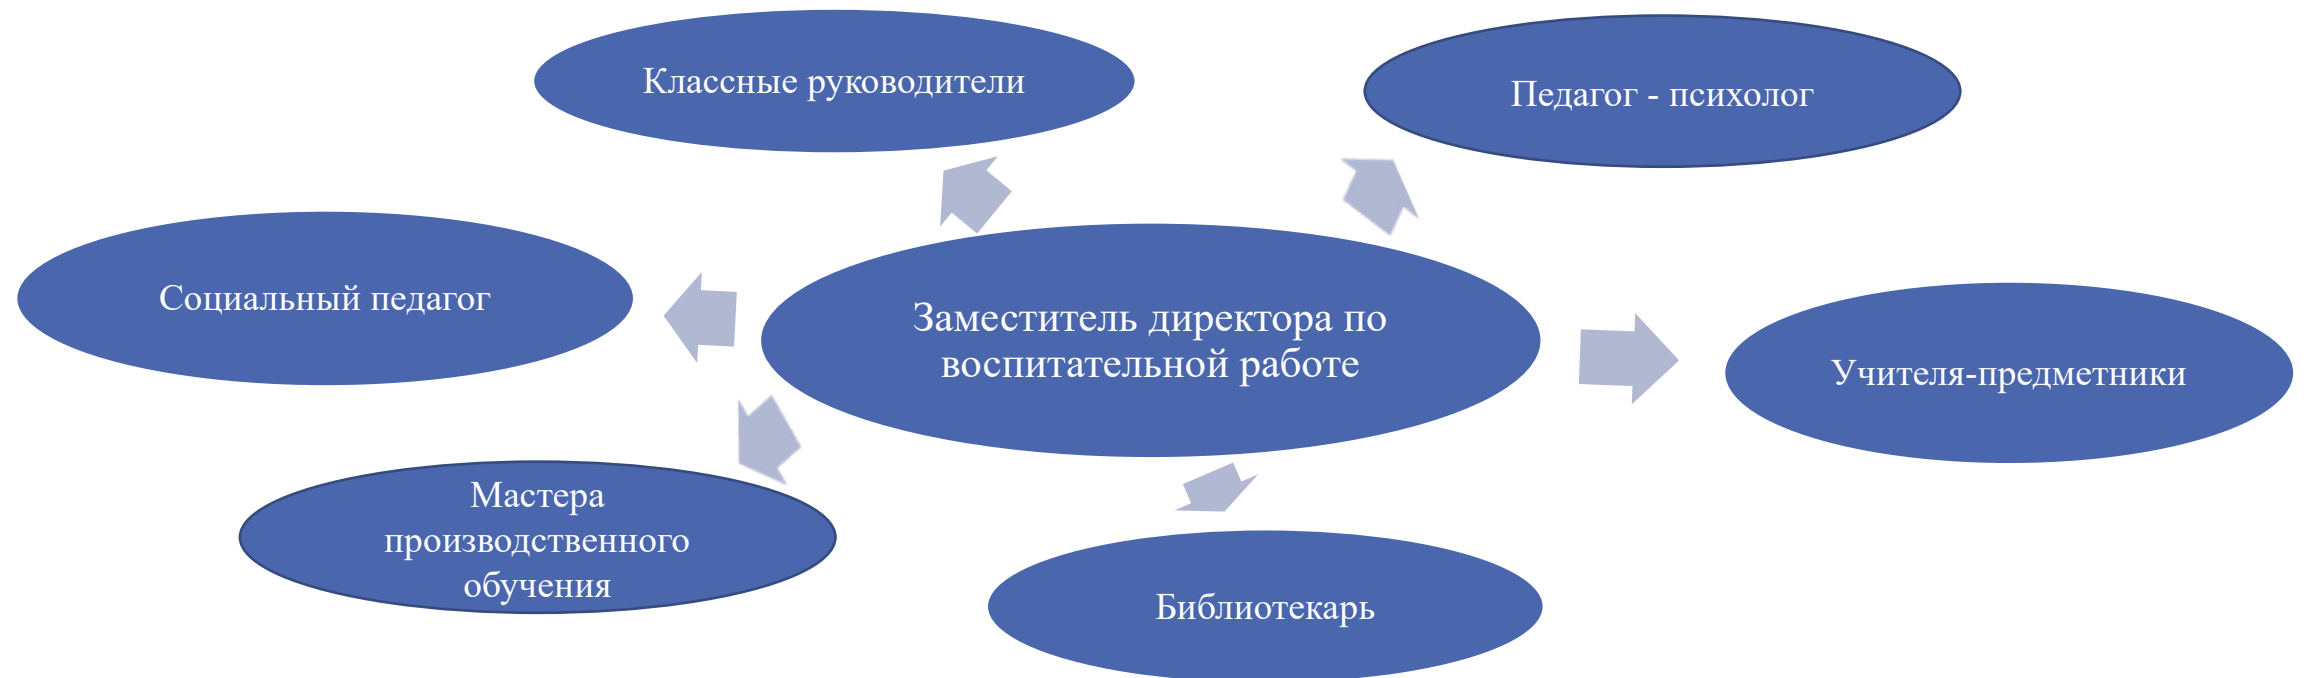 Классные руководители
Педагог - психолог
Социальный педагог
Заместитель директора по
воспитательной работе
Учителя-предметники
Мастера
производственного
обучения
Библиотекарь